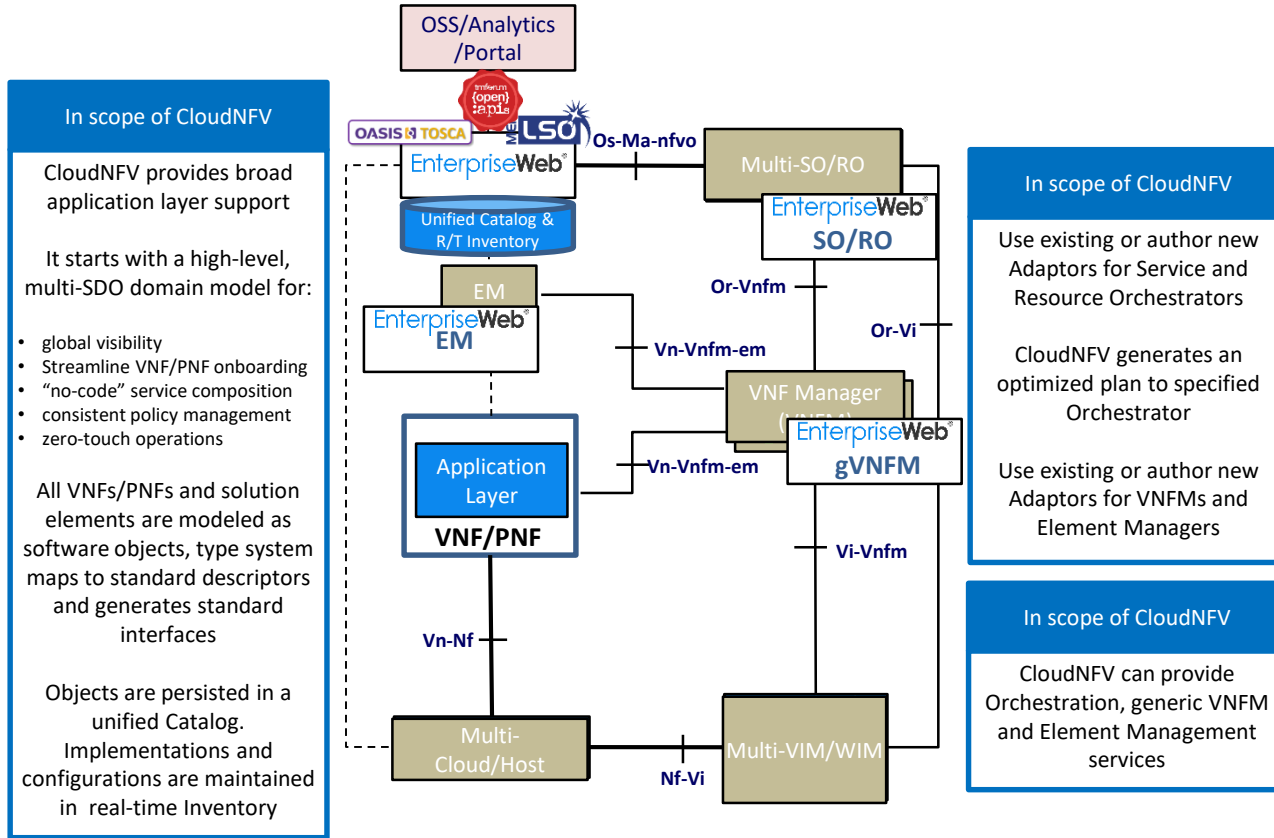 OSS/Analytics
/Portal
tmforum
{open}
:apis
OASIS TOSCA
LSO
EnterpriseWeb
Unified Catalog &
R/T Inventory
Os-Ma-nfvo
Multi-SO/RO
EnterpriseWeb
SO/RO
EM
EnterpriseWeb
EM
Or-Vnfm
Or-Vi
Vn-Vnfm-em
VNF Manager
EnterpriseWeb
gVNFM
Application
Layer
VNF/PNF
Vn-Vnfm-em
Vi-Vnfm
Vn-Nf
Multi-
Cloud/Host
Nf-Vi
Multi-VIM/WIM
In scope of CloudNFV
CloudNFV provides broad
application layer support
It starts with a high-level,
multi-SDO domain model for:
• global visibility
• Streamline VNF/PNF onboarding
• “no-code” service composition
• consistent policy management
• zero-touch operations
All VNFs/PNFs and solution
elements are modeled as
software objects, type system
maps to standard descriptors
and generates standard
interfaces
Objects are persisted in a
unified Catalog.
Implementations and
configurations are maintained
in real-time Inventory
In scope of CloudNFV
Use existing or author new
Adaptors for Service and
Resource Orchestrators
CloudNFV generates an
optimized plan to specified
Orchestrator
Use existing or author new
Adaptors for VNFMs and
Element Managers
In scope of CloudNFV
CloudNFV can provide
Orchestration, generic VNFM
and Element Management
services